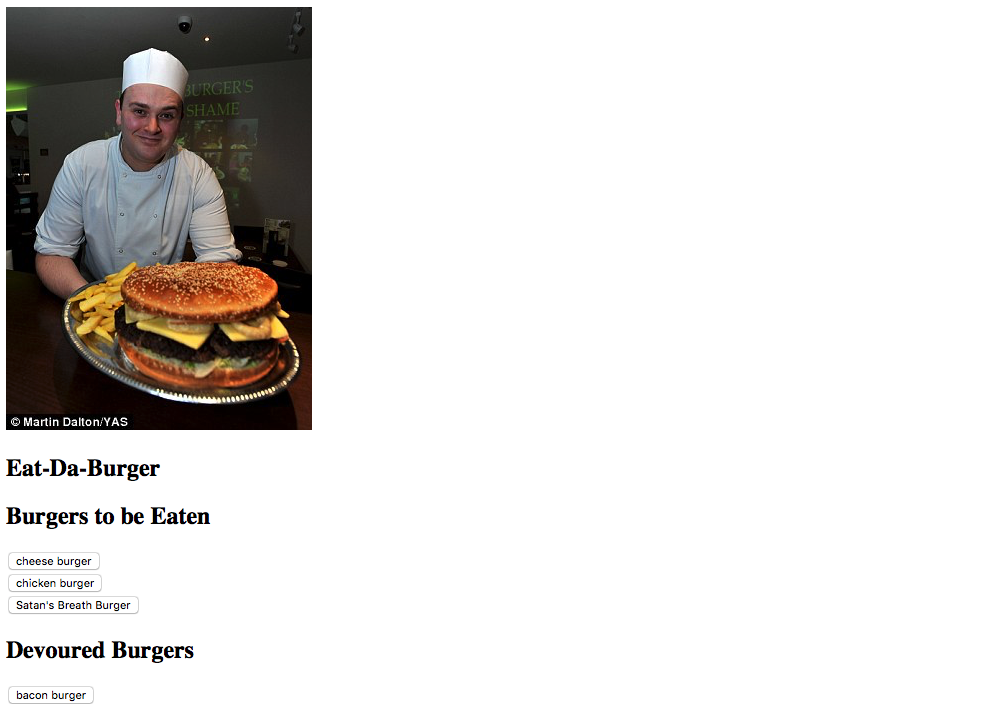 BURGER'S
SHAME
© Martin Dalton/YAS
Eat-Da-Burger
Burgers to be Eaten
cheese burger
chicken burger
Satan's Breath Burger
Devoured Burgers
bacon burger